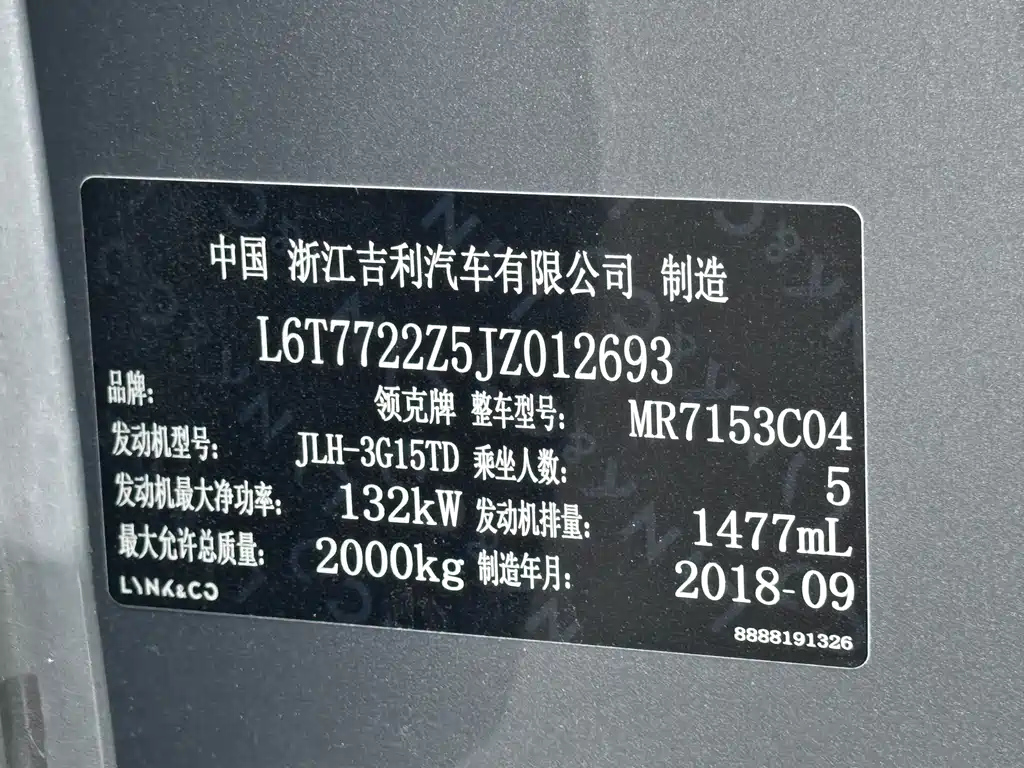 中国 浙江吉利汽车有限公司 制造
L6T7722Z5JZ012693
品牌: 领克牌 整车型号: MR7153C04
发动机型号: JLH-3G15TD 乘坐人数: 5
发动机最大净功率: 132kW 发动机排量: 1477mL
最大允许总质量: 2000kg 制造年月: 2018-09
LYNK&CO
8888191326